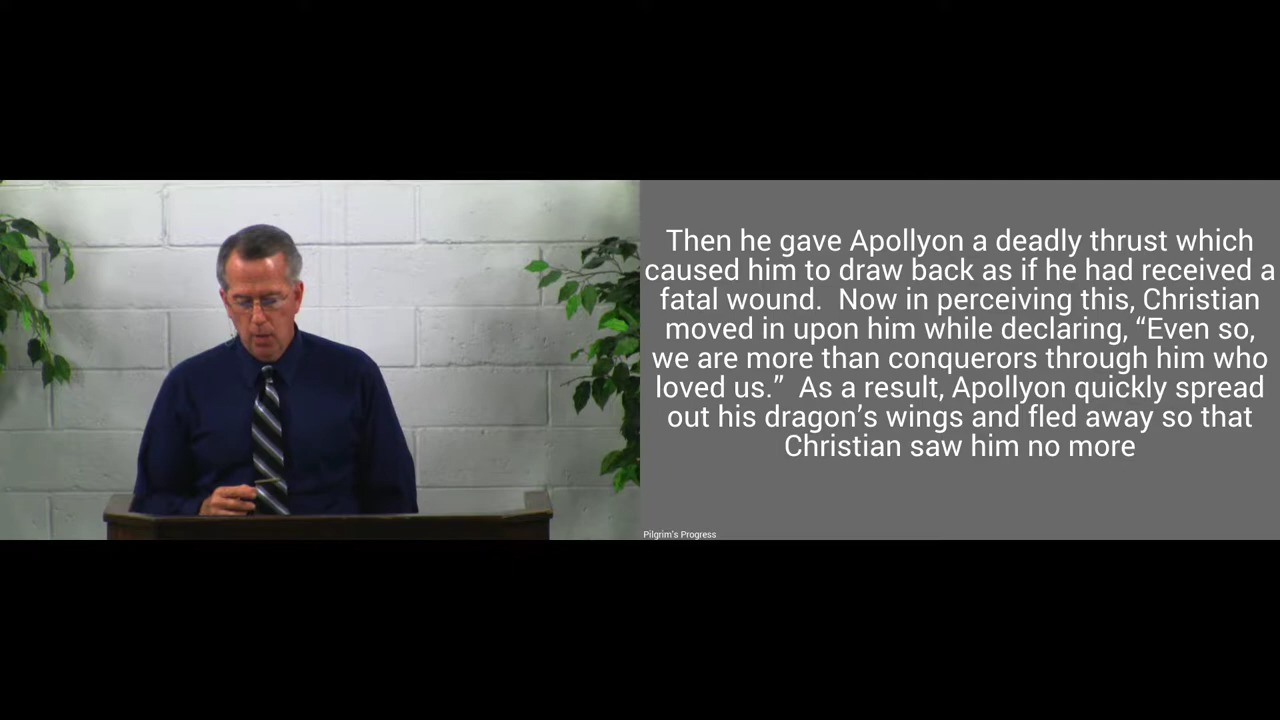 Then he gave Apollyon a deadly thrust which
caused him to draw back as if he had received a
fatal wound.  Now in perceiving this, Christian
moved in upon him while declaring, “Even so,
we are more than conquerors through him who
loved us.”  As a result, Apollyon quickly spread
out his dragon’s wings and fled away so that
Christian saw him no more
Pilgrim's Progress